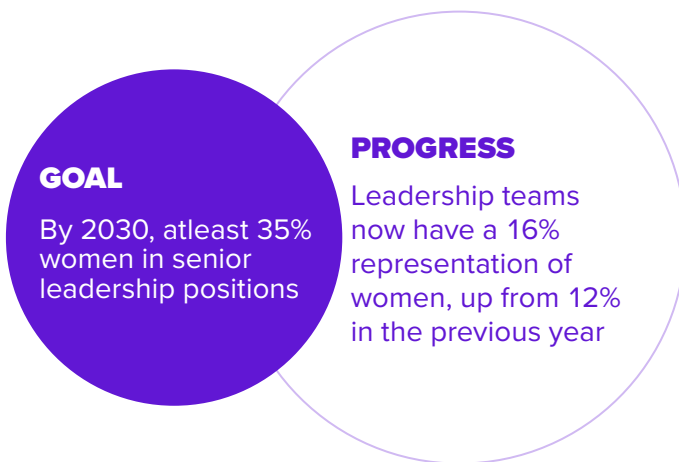 GOAL
By 2030, atleast 35%
women in senior
leadership positions
PROGRESS
Leadership teams
now have a 16%
representation of
women, up from 12%
in the previous year